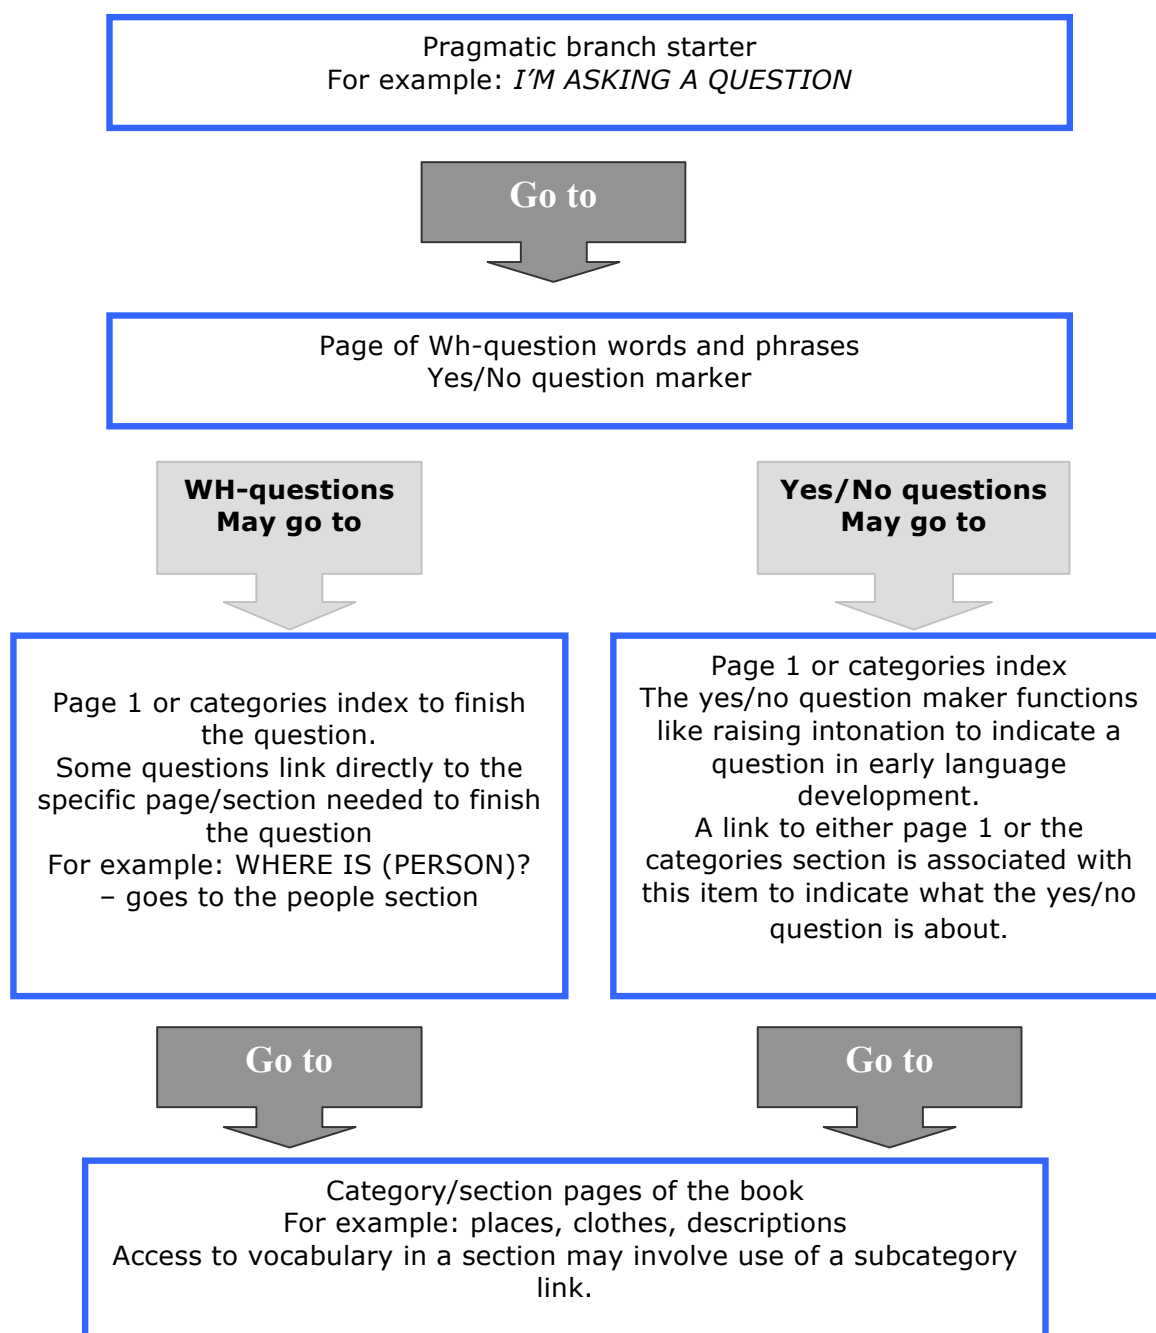 Pragmatic branch starter
For example: I’M ASKING A QUESTION
Go to
Page of Wh-question words and phrases
Yes/No question marker
WH-questions
May go to
Yes/No questions
May go to
Page 1 or categories index to finish
the question.
Some questions link directly to the
specific page/section needed to finish
the question
For example: WHERE IS (PERSON)?
– goes to the people section
Page 1 or categories index
The yes/no question maker functions
like raising intonation to indicate a
question in early language
development.
A link to either page 1 or the
categories section is associated with
this item to indicate what the yes/no
question is about.
Go to
Go to
Category/section pages of the book
For example: places, clothes, descriptions
Access to vocabulary in a section may involve use of a subcategory
link.